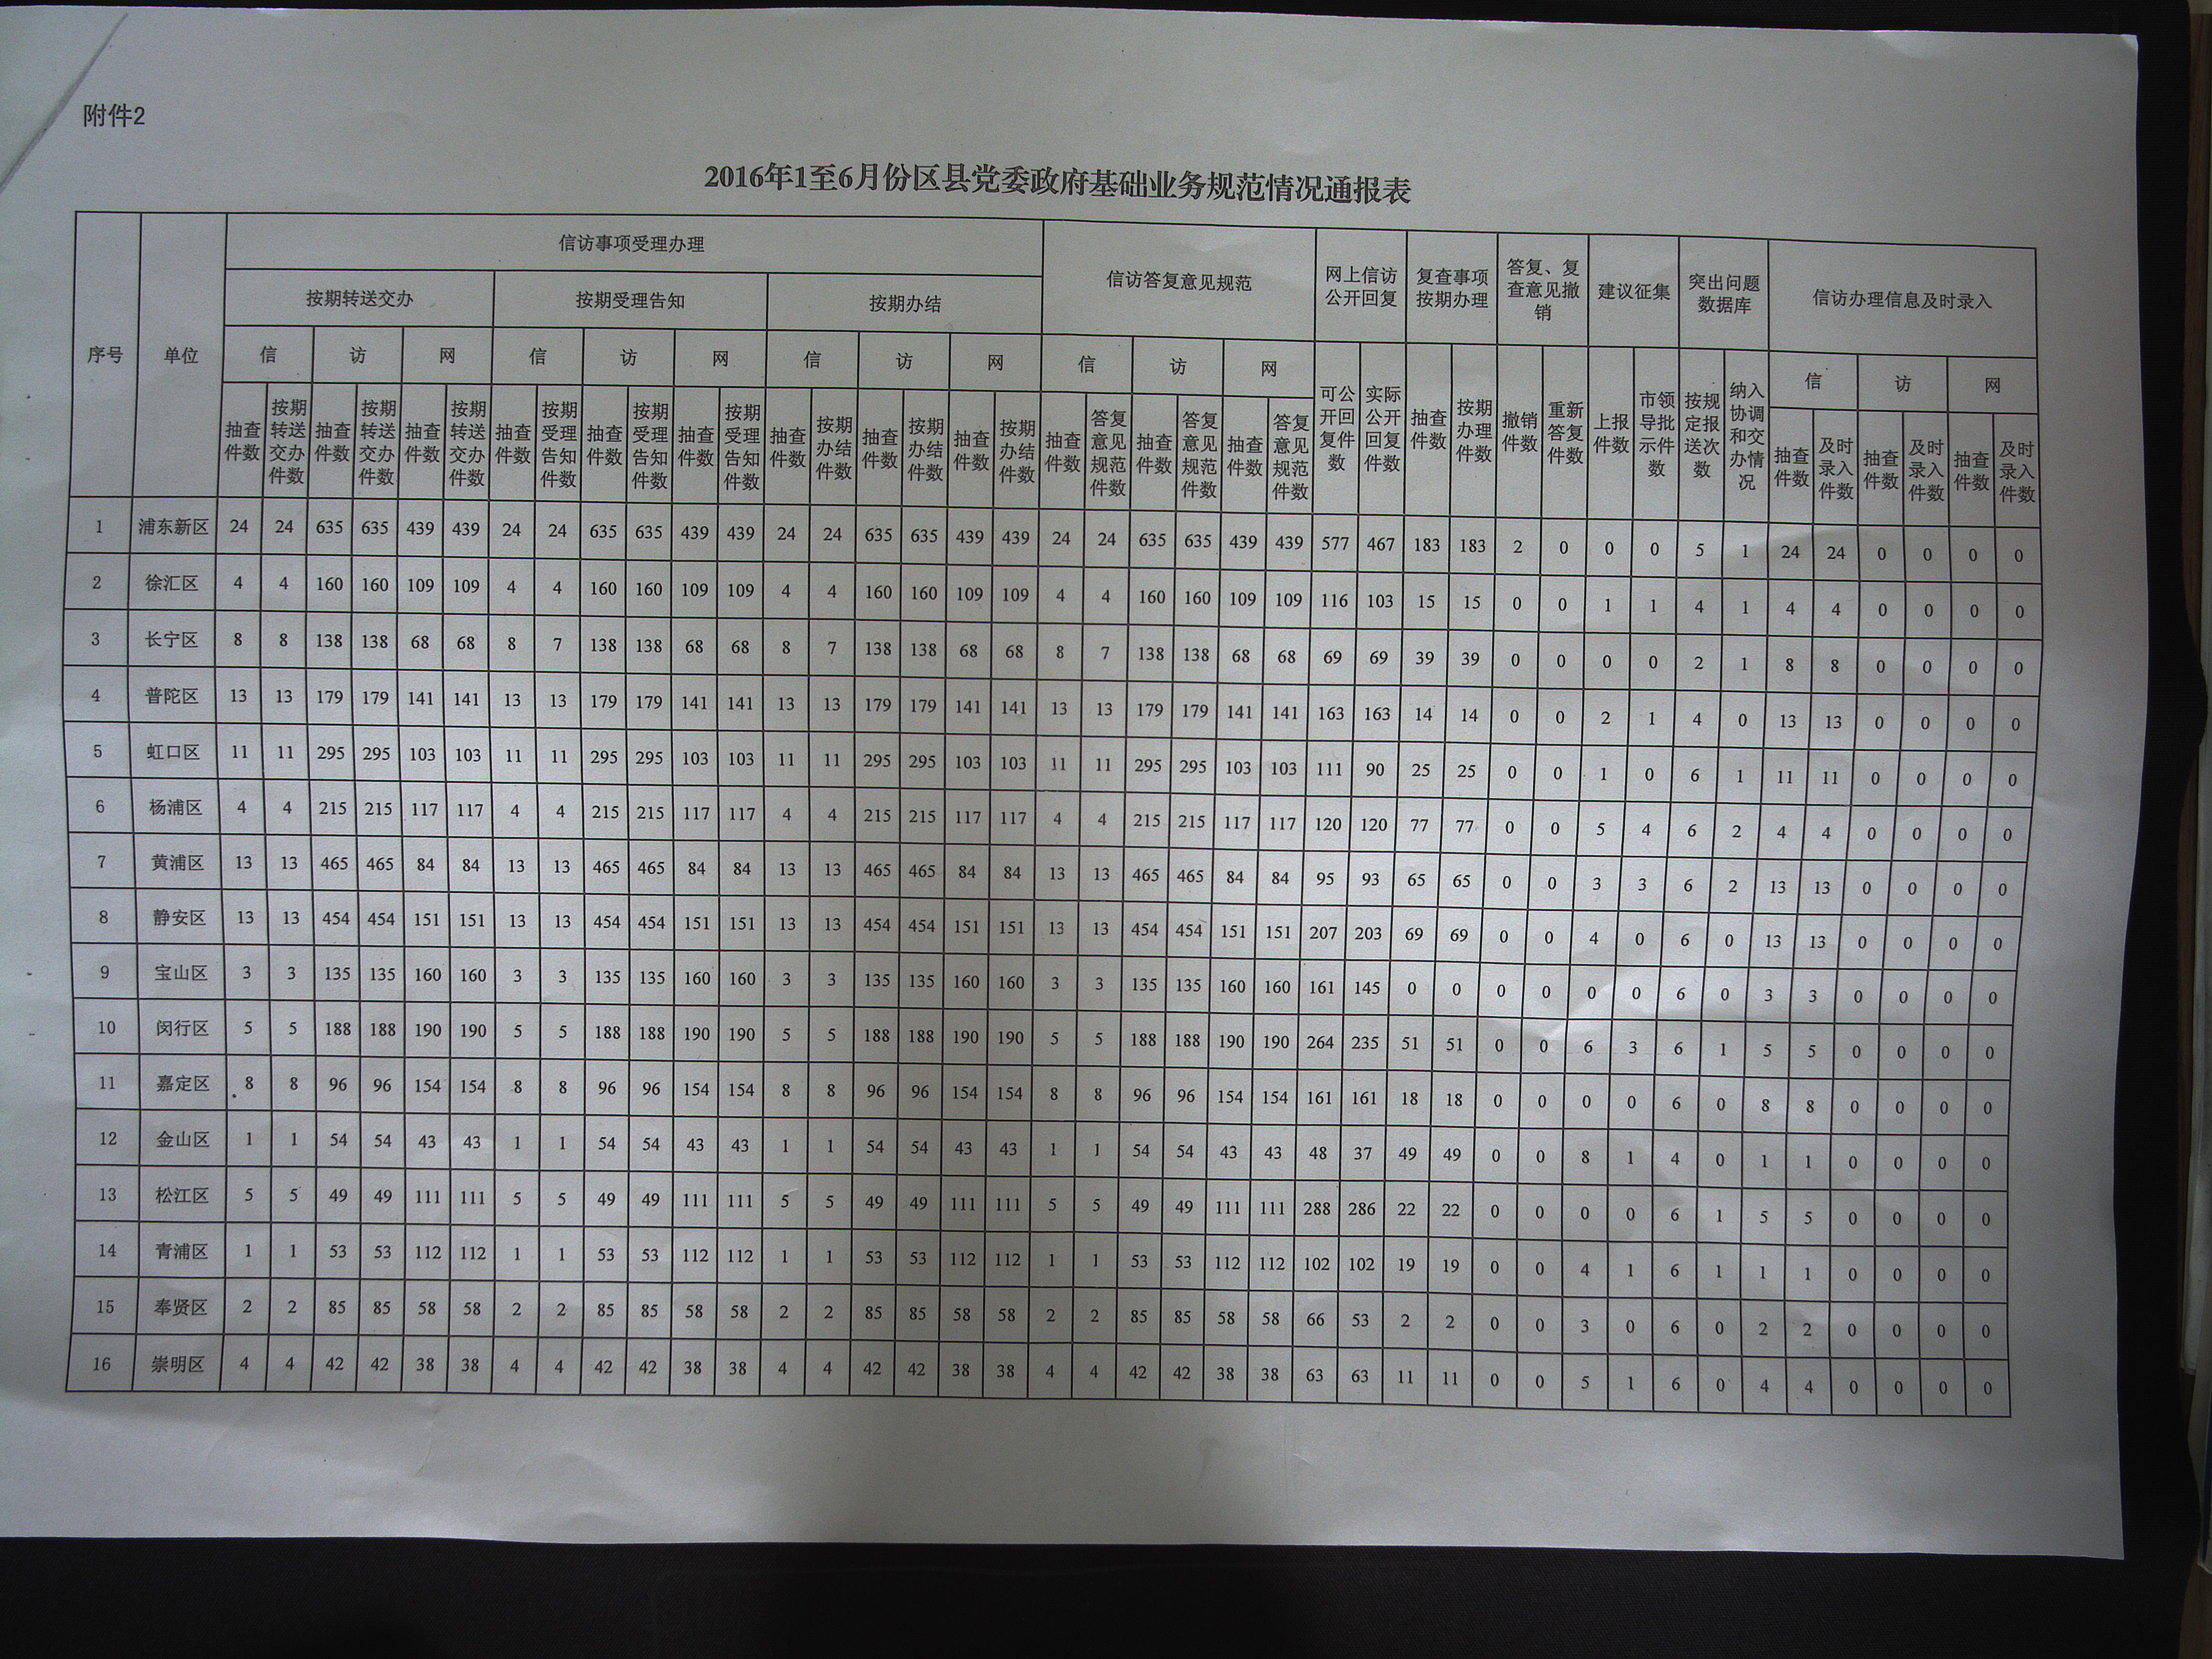 附件2
2016年1至6月份区县党委政府基础业务规范情况通报表
序号 单位 信访事项受理办理 信访答复意见规范 网上信访公开回复 复查事项按期办理 答复、复查意见撤销 建议征集 突出问题数据库 信访办理信息及时录入
按期转送交办 按期受理告知 按期办结
信 访 网 信 访 网 信 访 网 信 访 网 信 访 网
抽查件数 按期转送交办件数 抽查件数 按期转送交办件数 抽查件数 按期转送交办件数 抽查件数 按期受理告知件数 抽查件数 按期受理告知件数 抽查件数 按期受理告知件数 抽查件数 按期办结件数 抽查件数 按期办结件数 抽查件数 按期办结件数 抽查件数 答复意见规范件数 抽查件数 答复意见规范件数 抽查件数 答复意见规范件数 可公开回复件数 实际公开回复件数 抽查件数 按期办理件数 撤销件数 重新答复件数 上报件数 市领导批示件数 按规定报送次数 纳入协调和交办情况 抽查件数 及时录入件数 抽查件数 及时录入件数 抽查件数 及时录入件数
1 浦东新区 24 24 635 635 439 439 24 24 635 635 439 439 24 24 635 635 439 439 24 24 635 635 439 439 577 467 183 183 2 0 0 0 5 1 24 24 0 0 0 0
2 徐汇区 4 4 160 160 109 109 4 4 160 160 109 109 4 4 160 160 109 109 4 4 160 160 109 109 116 103 15 15 0 0 1 1 4 1 4 4 0 0 0 0
3 长宁区 8 8 138 138 68 68 8 7 138 138 68 68 8 7 138 138 68 68 8 7 138 138 68 68 69 69 39 39 0 0 0 0 2 1 8 8 0 0 0 0
4 普陀区 13 13 179 179 141 141 13 13 179 179 141 141 13 13 179 179 141 141 13 13 179 179 141 141 163 163 14 14 0 0 2 1 4 0 13 13 0 0 0 0
5 虹口区 11 11 295 295 103 103 11 11 295 295 103 103 11 11 295 295 103 103 11 11 295 295 103 103 111 90 25 25 0 0 1 0 6 1 11 11 0 0 0 0
6 杨浦区 4 4 215 215 117 117 4 4 215 215 117 117 4 4 215 215 117 117 4 4 215 215 117 117 120 120 77 77 0 0 5 4 6 2 4 4 0 0 0 0
7 黄浦区 13 13 465 465 84 84 13 13 465 465 84 84 13 13 465 465 84 84 13 13 465 465 84 84 95 93 65 65 0 0 3 3 6 2 13 13 0 0 0 0
8 静安区 13 13 454 454 151 151 13 13 454 454 151 151 13 13 454 454 151 151 13 13 454 454 151 151 207 203 69 69 0 0 4 0 6 0 13 13 0 0 0 0
9 宝山区 3 3 135 135 160 160 3 3 135 135 160 160 3 3 135 135 160 160 3 3 135 135 160 160 161 145 0 0 0 0 0 0 6 0 3 3 0 0 0 0
10 闵行区 5 5 188 188 190 190 5 5 188 188 190 190 5 5 188 188 190 190 5 5 188 188 190 190 264 235 51 51 0 0 6 3 6 1 5 5 0 0 0 0
11 嘉定区 8 8 96 96 154 154 8 8 96 96 154 154 8 8 96 96 154 154 8 8 96 96 154 154 161 161 18 18 0 0 0 0 6 0 8 8 0 0 0 0
12 金山区 1 1 54 54 43 43 1 1 54 54 43 43 1 1 54 54 43 43 1 1 54 54 43 43 48 37 49 49 0 0 8 1 4 0 1 1 0 0 0 0
13 松江区 5 5 49 49 111 111 5 5 49 49 111 111 5 5 49 49 111 111 5 5 49 49 111 111 288 286 22 22 0 0 0 0 6 1 5 5 0 0 0 0
14 青浦区 1 1 53 53 112 112 1 1 53 53 112 112 1 1 53 53 112 112 1 1 53 53 112 112 102 102 19 19 0 0 4 1 6 1 1 1 0 0 0 0
15 奉贤区 2 2 85 85 58 58 2 2 85 85 58 58 2 2 85 85 58 58 2 2 85 85 58 58 66 53 2 2 0 0 3 0 6 0 2 2 0 0 0 0
16 崇明区 4 4 42 42 38 38 4 4 42 42 38 38 4 4 42 42 38 38 4 4 42 42 38 38 63 63 11 11 0 0 5 1 6 0 4 4 0 0 0 0